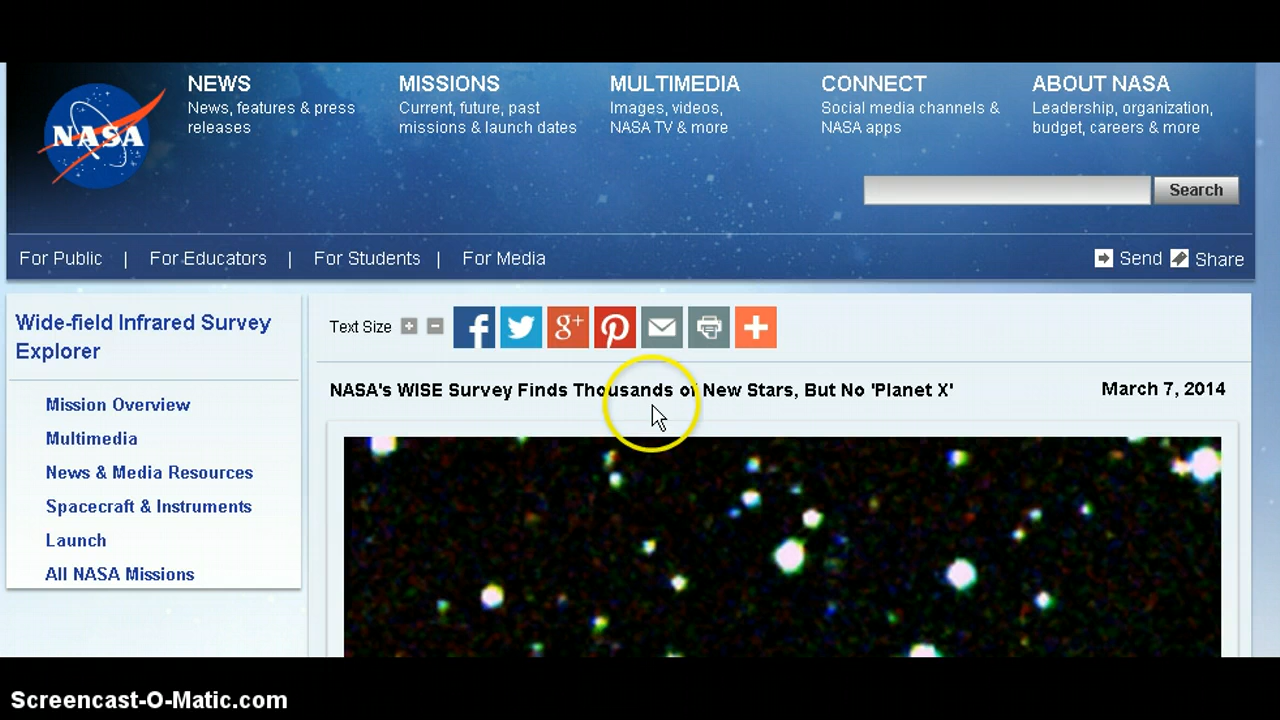 NASA
NEWS
News, features & press
releases
MISSIONS
Current, future, past
missions & launch dates
MULTIMEDIA
Images, videos,
NASA TV & more
CONNECT
Social media channels &
NASA apps
ABOUT NASA
Leadership, organization,
budget, careers & more
Search
For Public | For Educators | For Students | For Media
Send Share
Wide-field Infrared Survey
Explorer
Mission Overview
Multimedia
News & Media Resources
Spacecraft & Instruments
Launch
All NASA Missions
Text Size + - f g+ +
NASA's WISE Survey Finds Thousands of New Stars, But No 'Planet X' March 7, 2014
Screencast-O-Matic.com